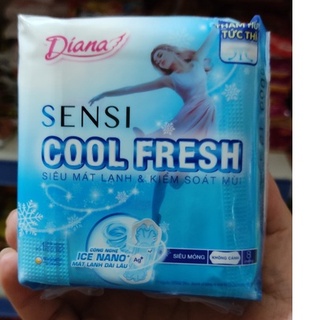 Diana
THẤM HÚT
TỨC THÌ
SENSI
COOL FRESH
SIÊU MÁT LẠNH & KIỂM SOÁT MÙI
CÔNG NGHỆ
ICE NANO
MÁT LẠNH DÀI LÂU
Ag+
SIÊU MỎNG
KHÔNG CÁNH